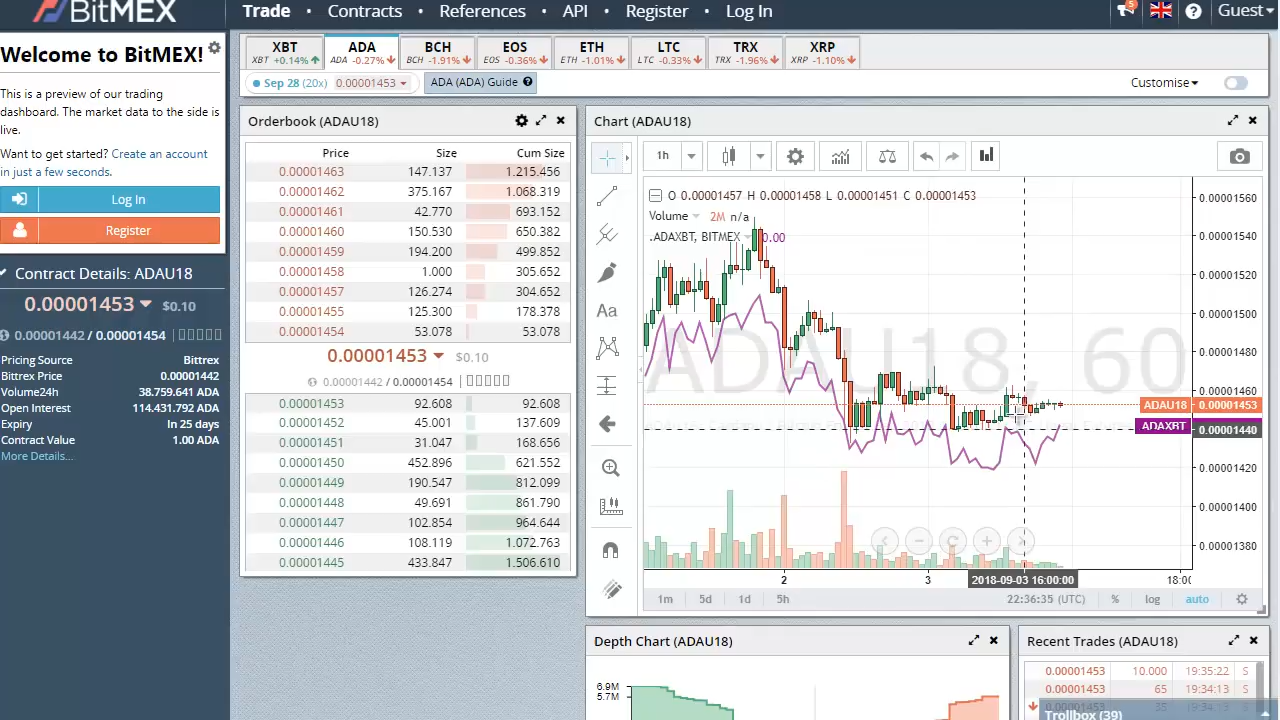 BitMEX
Trade • Contracts • References • API • Register • Log In
5
Guest
Welcome to BitMEX!
This is a preview of our trading
dashboard. The market data to the side is
live.
Want to get started? Create an account
in just a few seconds.
Log In
Register
Contract Details: ADAU18
0.00001453 $0.10
0.00001442 / 0.00001454
Pricing Source Bittrex
Bittrex Price 0.00001442
Volume24h 38.759.641 ADA
Open Interest 114.431.792 ADA
Expiry In 25 days
Contract Value 1.00 ADA
More Details...
XBT ADA BCH EOS ETH LTC TRX XRP
XBT +0.14% ADA -0.27% BCH -1.91% EOS -0.36% ETH -1.01% LTC -0.33% TRX -1.96% XRP -1.10%
Sep 28 (20x) 0.00001453 ADA (ADA) Guide ?
Customise
Orderbook (ADAU18)
Price Size Cum Size
0.00001463 147.137 1.215.456
0.00001462 375.167 1.068.319
0.00001461 42.770 693.152
0.00001460 150.530 650.382
0.00001459 194.200 499.852
0.00001458 1.000 305.652
0.00001457 126.274 304.652
0.00001455 125.300 178.378
0.00001454 53.078 53.078
0.00001453 $0.10
0.00001442 / 0.00001454
0.00001453 92.608 92.608
0.00001452 45.001 137.609
0.00001451 31.047 168.656
0.00001450 452.896 621.552
0.00001449 190.547 812.099
0.00001448 49.691 861.790
0.00001447 102.854 964.644
0.00001446 108.119 1.072.763
0.00001445 433.847 1.506.610
Chart (ADAU18)
1h
Aa
O 0.00001457 H 0.00001458 L 0.00001451 C 0.00001453
Volume 2M n/a
.ADAXBT, BITMEX 0.00
ADAU18, 60
0.00001560
0.00001540
0.00001520
0.00001500
0.00001480
0.00001460
ADAU18 0.00001453
ADAXBT
0.00001440
0.00001420
0.00001400
0.00001380
2 3 2018-09-03 16:00:00 18:00
1m 5d 1d 5h 22:36:35 (UTC) % log auto
Depth Chart (ADAU18)
6.9M
5.7M
Recent Trades (ADAU18)
0.00001453 10.000 19:35:22 S
0.00001453 65 19:34:13 S
0.00001453 35 19:34:13 S
Trollbox (39)